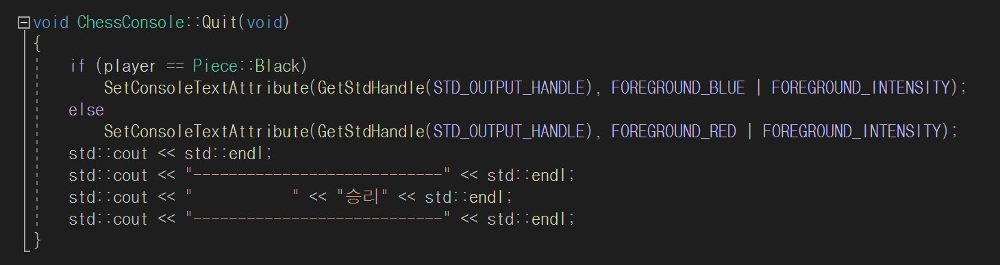 void ChessConsole::Quit(void)
{
if (player == Piece::Black)
SetConsoleTextAttribute(GetStdHandle(STD_OUTPUT_HANDLE), FOREGROUND_BLUE | FOREGROUND_INTENSITY);
else
SetConsoleTextAttribute(GetStdHandle(STD_OUTPUT_HANDLE), FOREGROUND_RED | FOREGROUND_INTENSITY);
std::cout << std::endl;
std::cout << "----------------------------" << std::endl;
std::cout << "           " << "승리" << std::endl;
std::cout << "----------------------------" << std::endl;
}